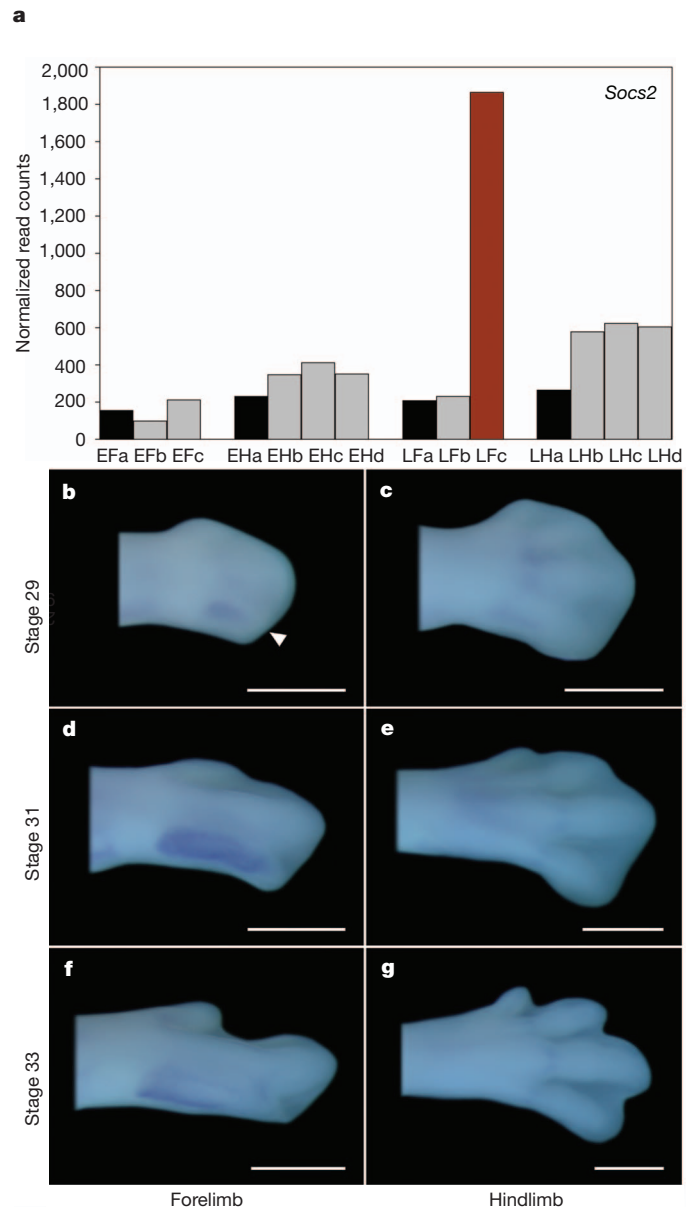 a
2,000
Socs2
1,800
1,600
1,400
1,200
1,000
800
600
400
200
0
Normalized read counts
EFa EFb EFc EHa EHb EHc EHd LFa LFb LFc LHa LHb LHc LHd
b
c
Stage 29
d
e
Stage 31
f
g
Stage 33
Forelimb
Hindlimb